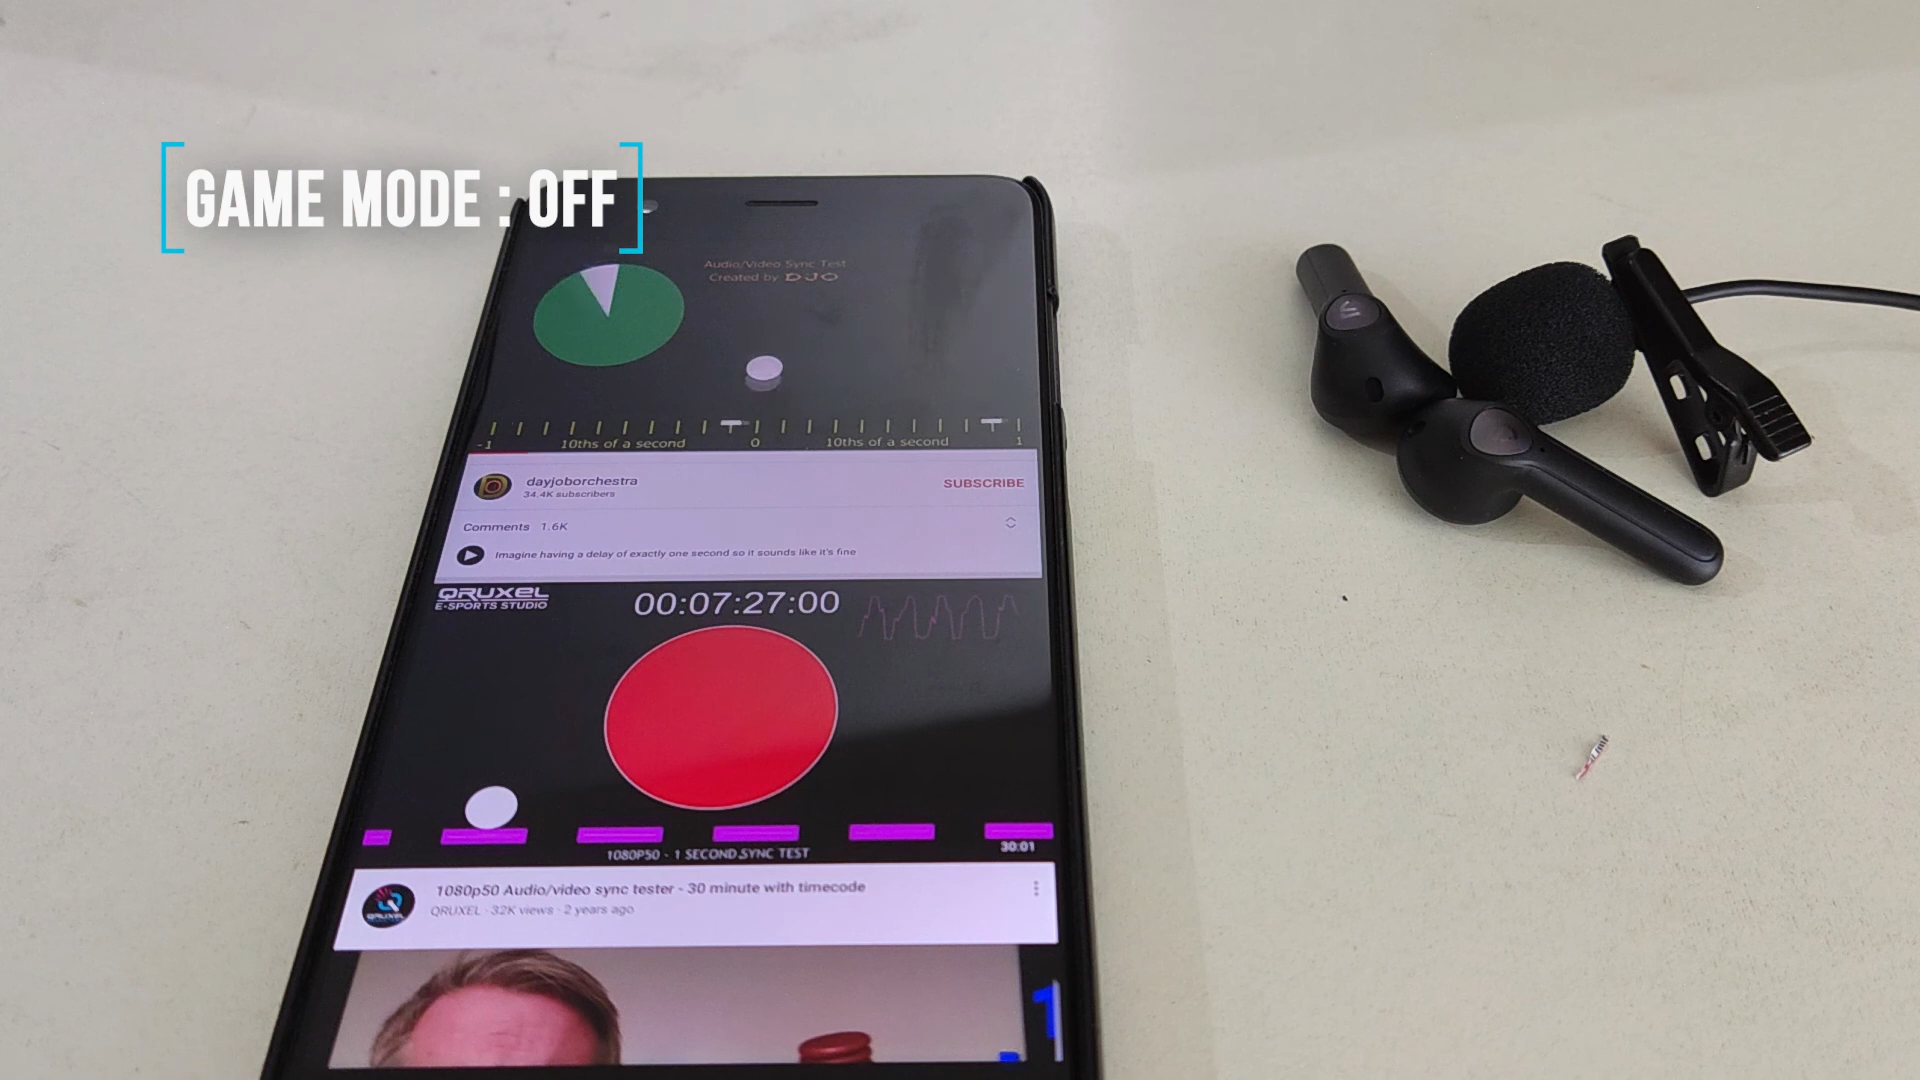 GAME MODE : OFF
Audio/Video Sync Test
Created by DJO
-1 10ths of a second 0 10ths of a second 1
dayjoborchestra
34.4K subscribers
SUBSCRIBE
Comments 1.6K
Imagine having a delay of exactly one second so it sounds like it's fine
QRUXEL
E-SPORTS STUDIO
00:07:27:00
1080P50 - 1 SECOND SYNC TEST
30:01
1080p50 Audio/video sync tester - 30 minute with timecode
QRUXEL · 32K views · 2 years ago
1